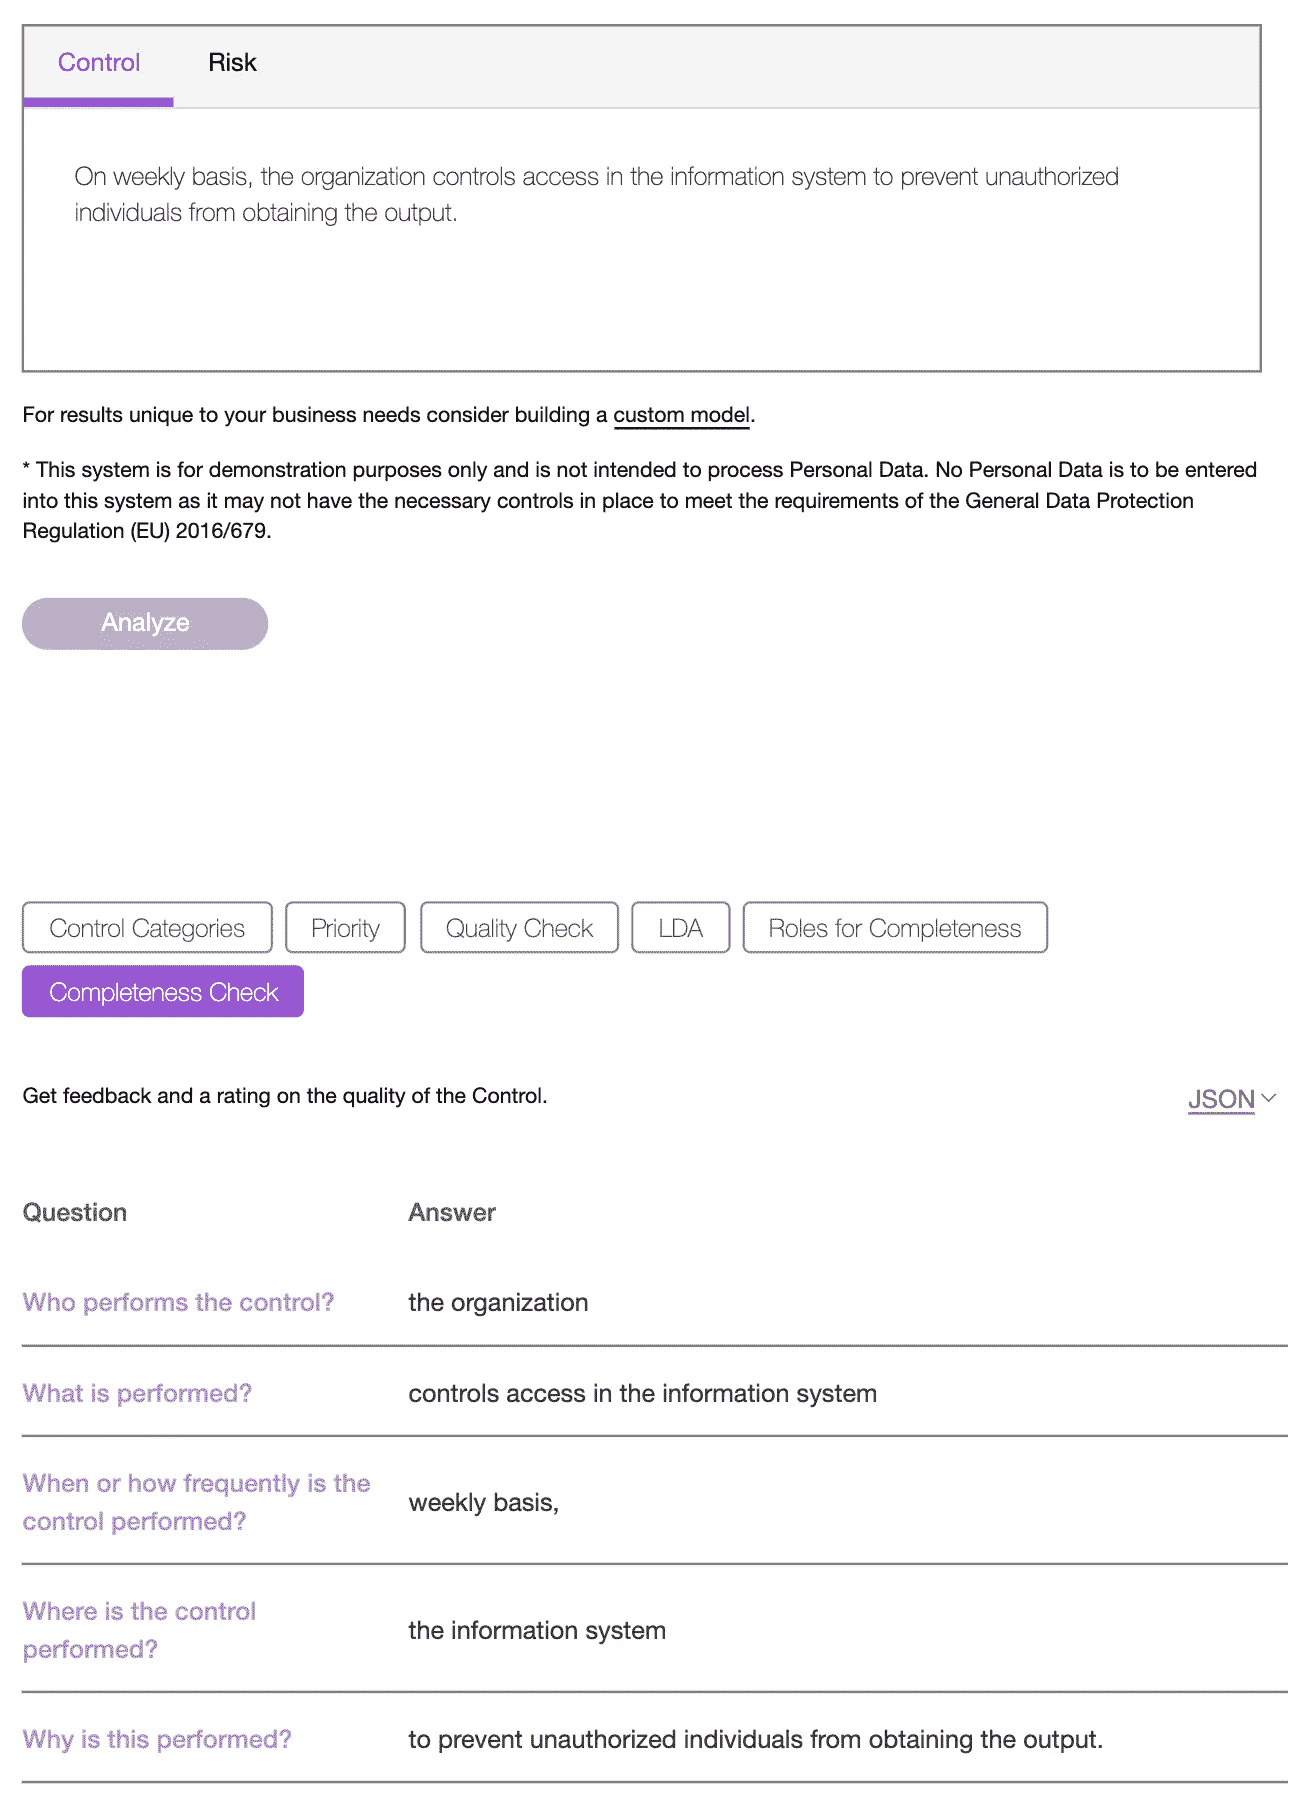 Control Risk
On weekly basis, the organization controls access in the information system to prevent unauthorized
individuals from obtaining the output.
For results unique to your business needs consider building a custom model.
* This system is for demonstration purposes only and is not intended to process Personal Data. No Personal Data is to be entered
into this system as it may not have the necessary controls in place to meet the requirements of the General Data Protection
Regulation (EU) 2016/679.
Analyze
Control Categories Priority Quality Check LDA Roles for Completeness
Completeness Check
Get feedback and a rating on the quality of the Control. JSON
Question Answer
Who performs the control? the organization
What is performed? controls access in the information system
When or how frequently is the
control performed? weekly basis,
Where is the control
performed? the information system
Why is this performed? to prevent unauthorized individuals from obtaining the output.